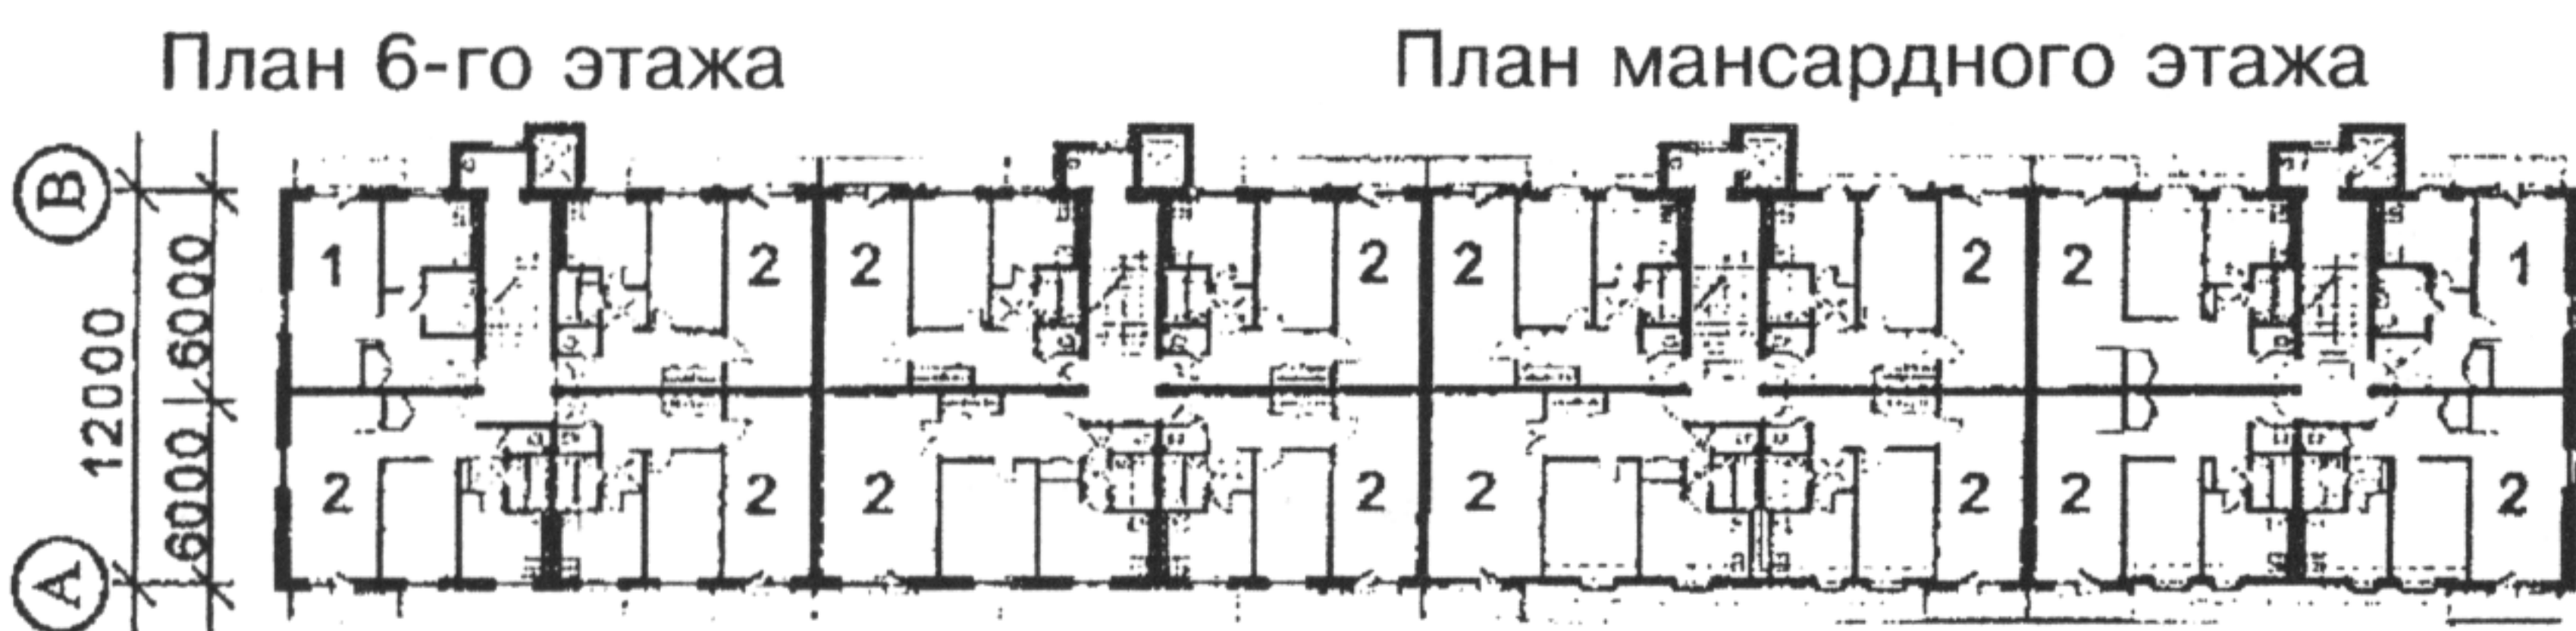 План 6-го этажа
План мансардного этажа
В
1 2 2 2 2 2 2 1
12000
6000
6000
2 2 2 2 2 2 2 2
А